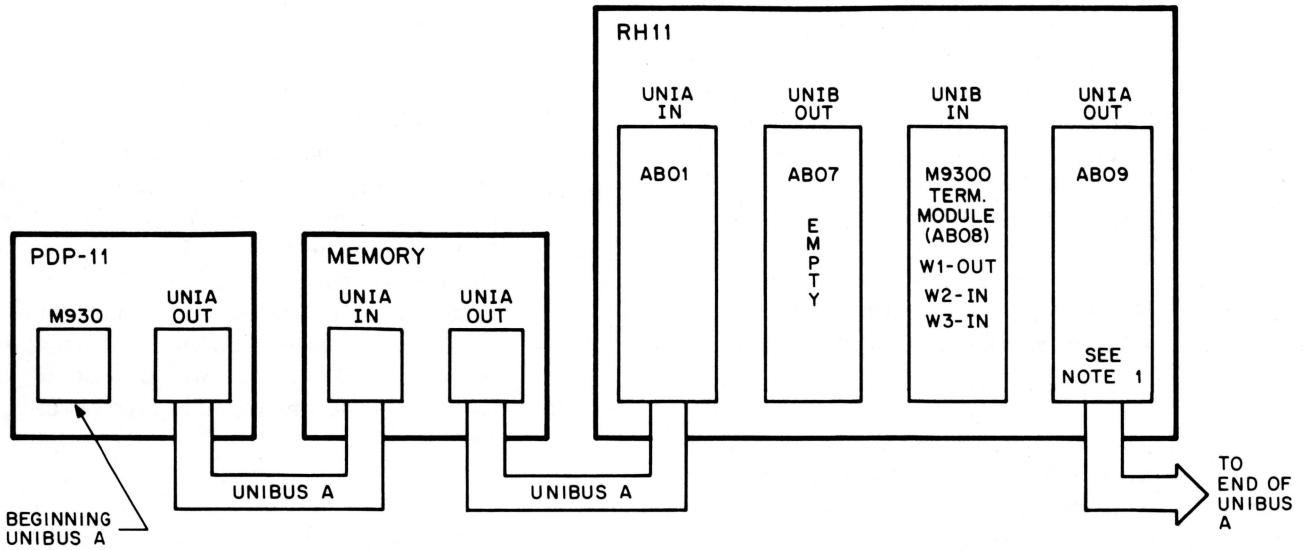 RH11
UNIA
IN
UNIB
OUT
UNIB
IN
UNIA
OUT
AB01
AB07
EMPTY
M9300
TERM.
MODULE
(AB08)
W1-OUT
W2-IN
W3-IN
AB09
SEE
NOTE 1
PDP-11
M930
UNIA
OUT
MEMORY
UNIA
IN
UNIA
OUT
UNIBUS A
UNIBUS A
BEGINNING
UNIBUS A
TO
END OF
UNIBUS
A